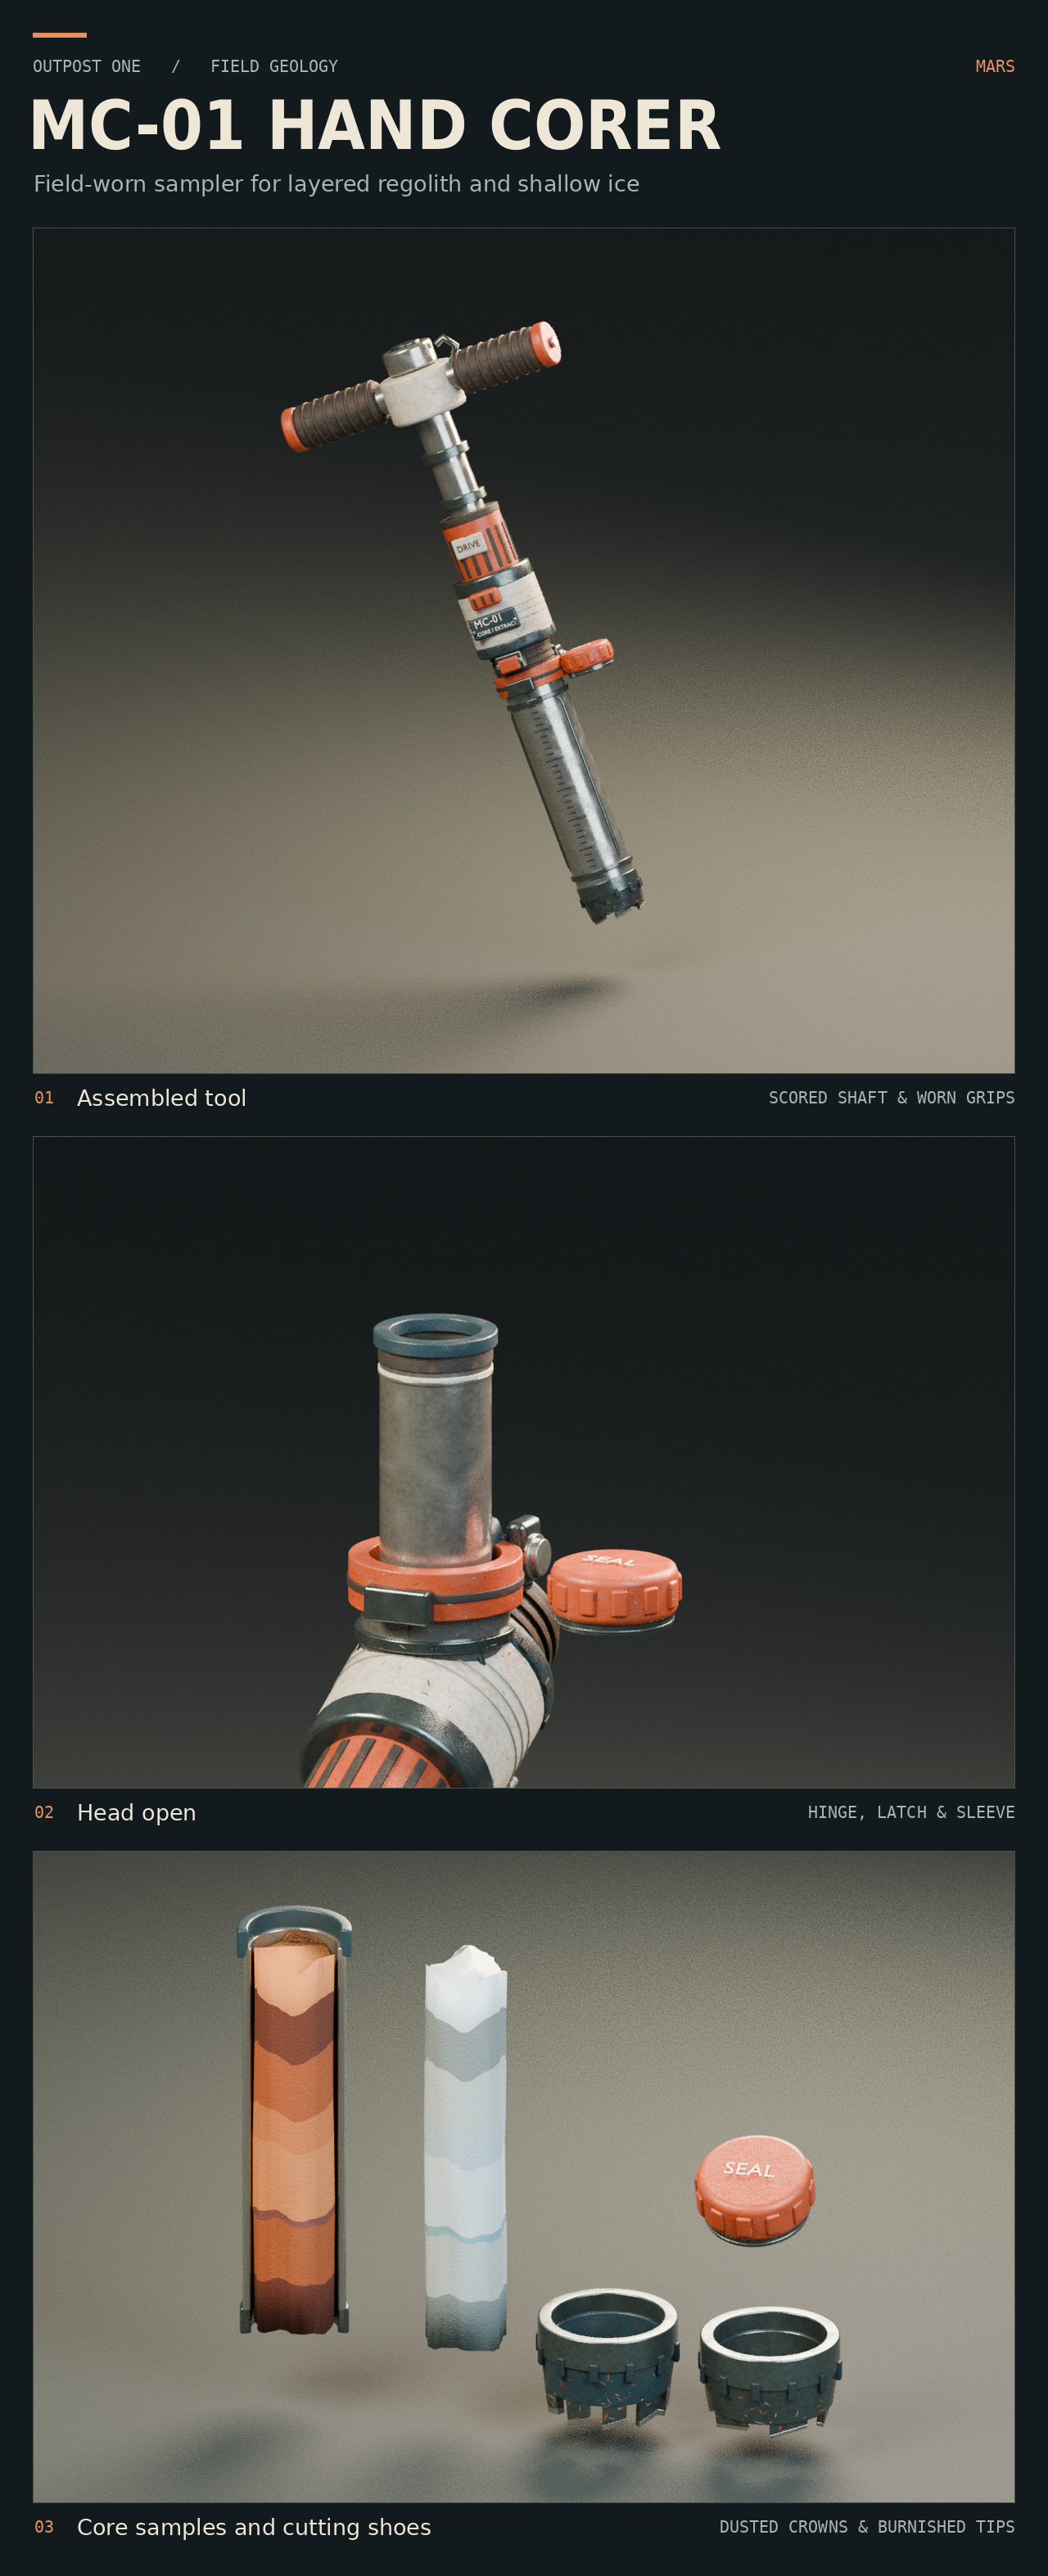 OUTPOST ONE / FIELD GEOLOGY
MARS
MC-01 HAND CORER
Field-worn sampler for layered regolith and shallow ice
DRIVE
MC-01
CORE/EXTRACT
01 Assembled tool
SCORED SHAFT & WORN GRIPS
SEAL
02 Head open
HINGE, LATCH & SLEEVE
SEAL
03 Core samples and cutting shoes
DUSTED CROWNS & BURNISHED TIPS